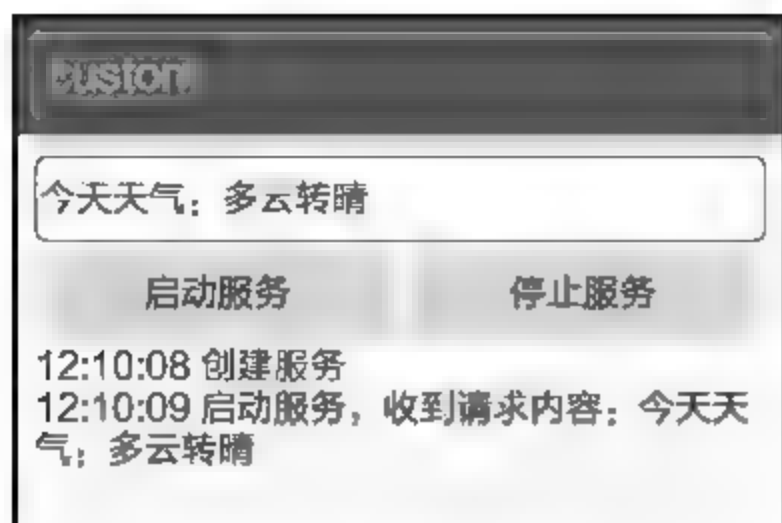 custom
今天天气：多云转晴
启动服务 停止服务
12:10:08 创建服务
12:10:09 启动服务，收到请求内容：今天天
气：多云转晴